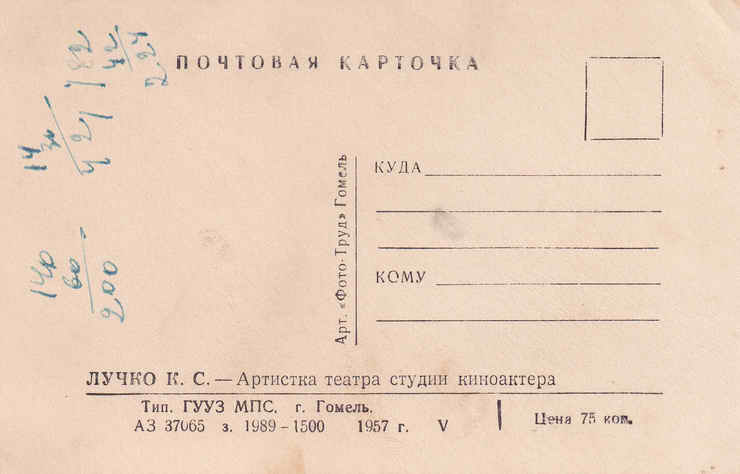 ПОЧТОВАЯ КАРТОЧКА
КУДА
КОМУ
Арт. «Фото-Труд» Гомель
ЛУЧКО К. С. — Артистка театра студии киноактера
Тип. ГУУЗ МПС. г. Гомель.
АЗ 37065 з. 1989 – 1500 1957 г. V
Цена 75 коп.
140
60
200